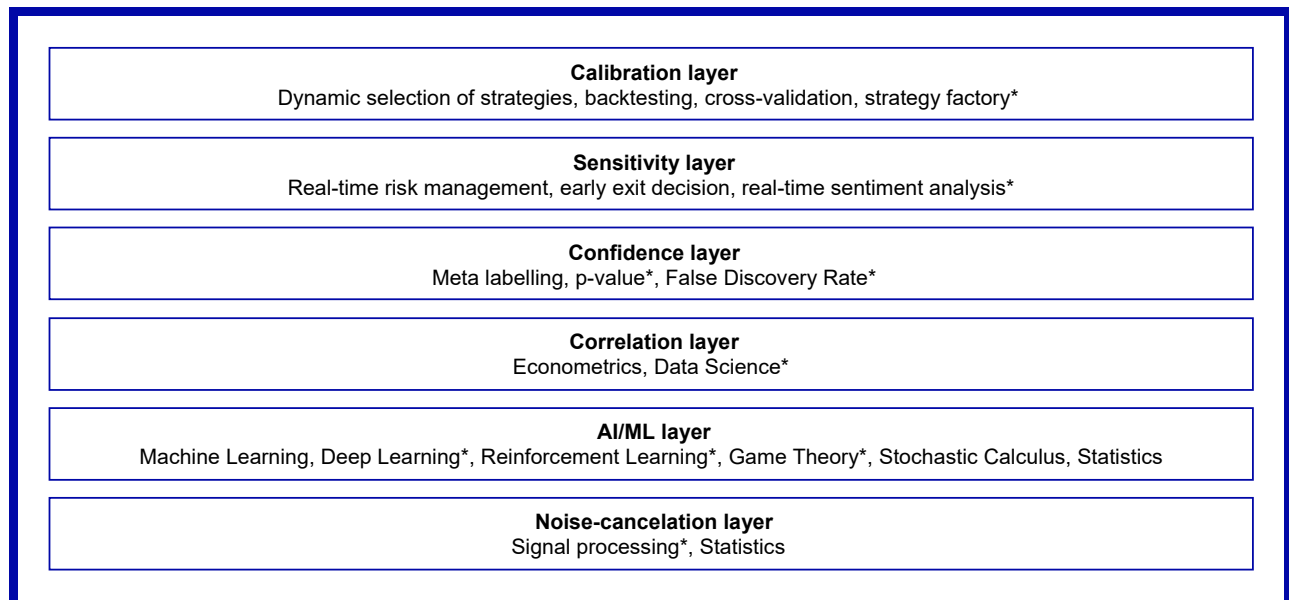 Calibration layer
Dynamic selection of strategies, backtesting, cross-validation, strategy factory*
Sensitivity layer
Real-time risk management, early exit decision, real-time sentiment analysis*
Confidence layer
Meta labelling, p-value*, False Discovery Rate*
Correlation layer
Econometrics, Data Science*
AI/ML layer
Machine Learning, Deep Learning*, Reinforcement Learning*, Game Theory*, Stochastic Calculus, Statistics
Noise-cancelation layer
Signal processing*, Statistics